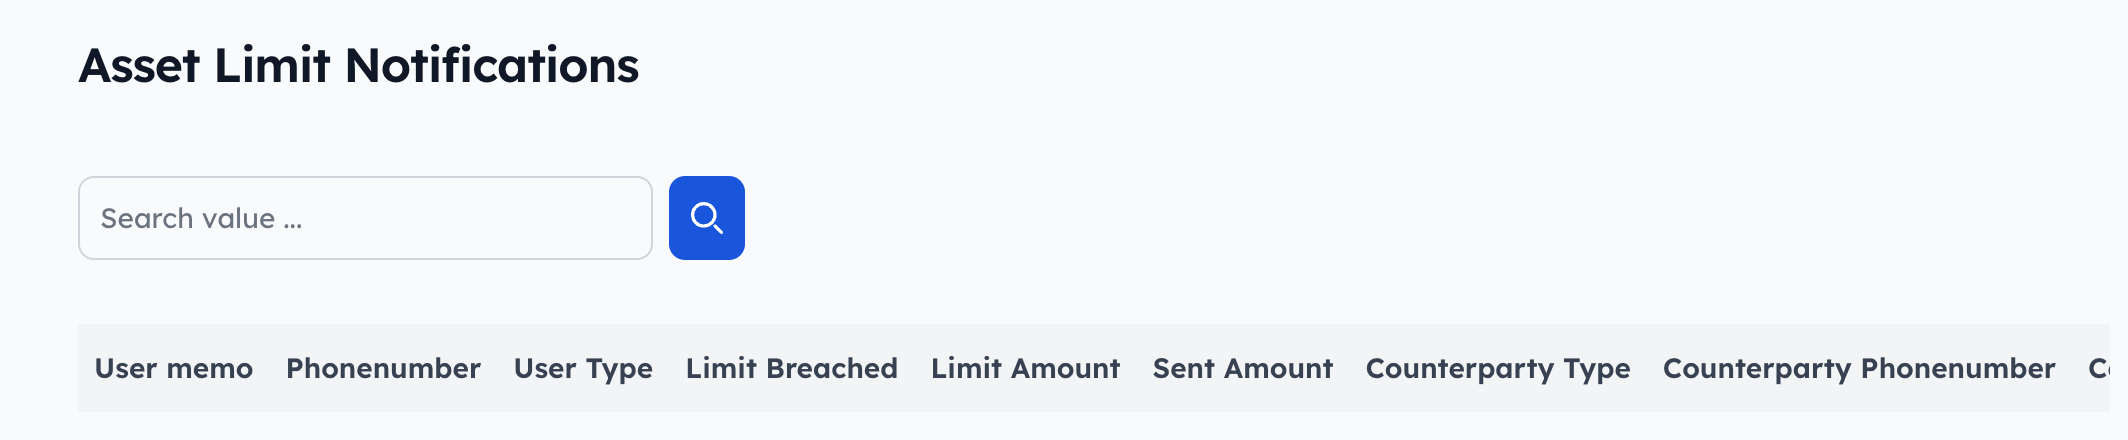 Asset Limit Notifications
Search value ...
User memo Phonenumber User Type Limit Breached Limit Amount Sent Amount Counterparty Type Counterparty Phonenumber